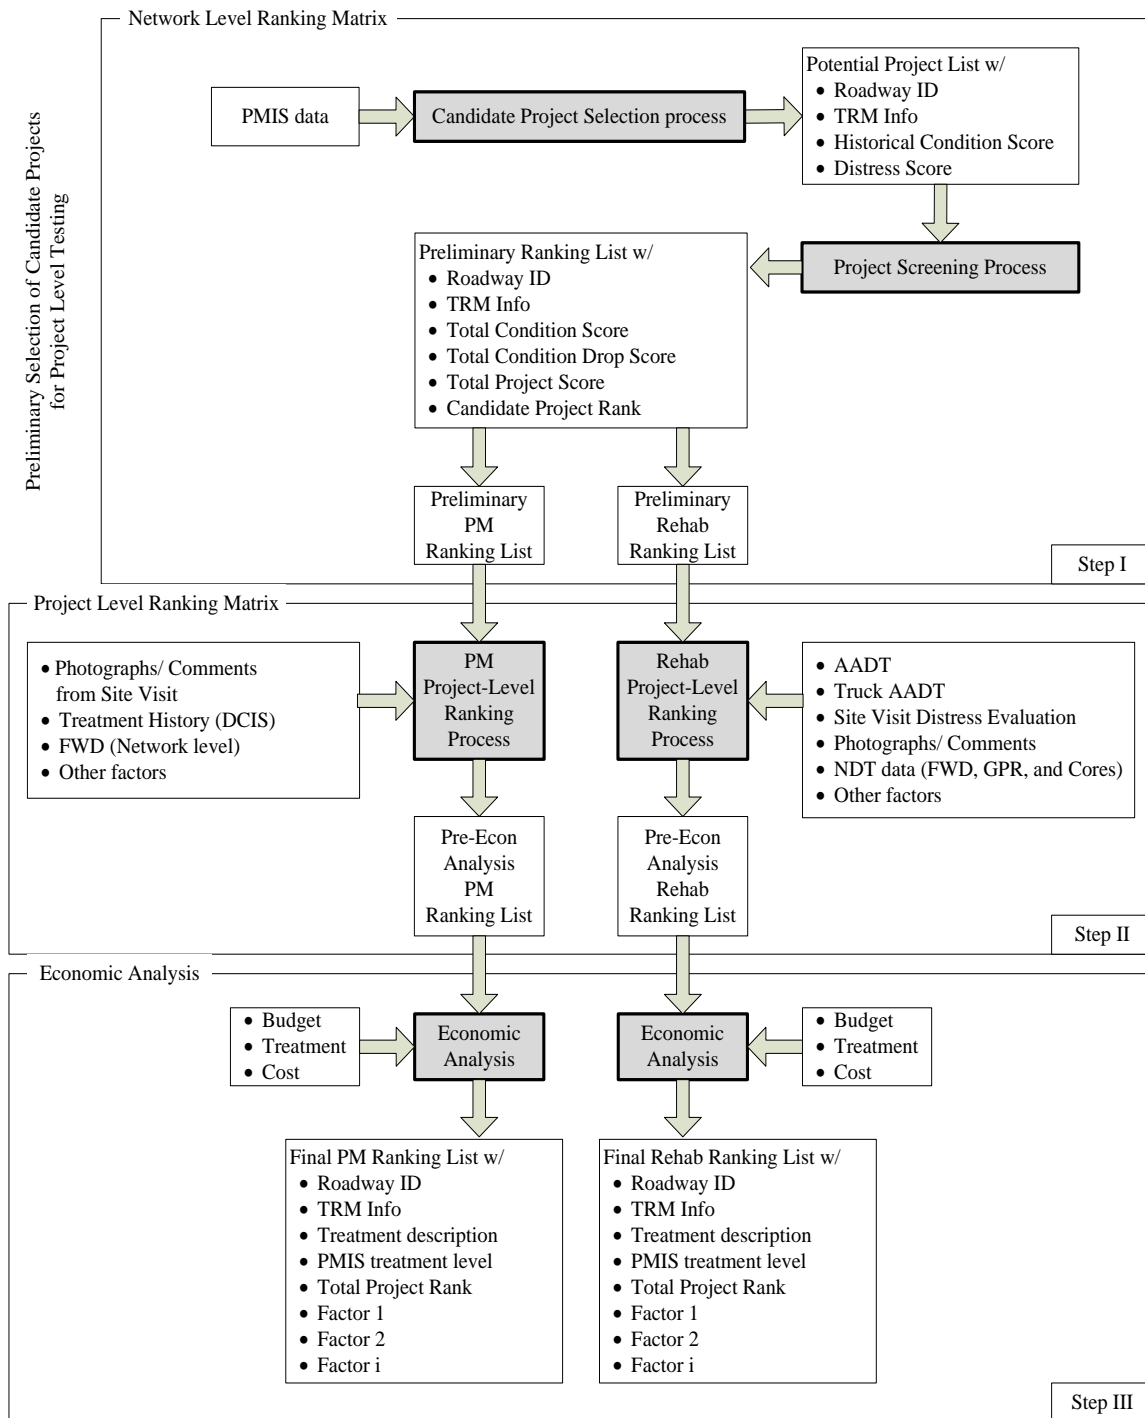 Network Level Ranking Matrix
Preliminary Selection of Candidate Projects
for Project Level Testing
PMIS data
Candidate Project Selection process
Potential Project List w/
• Roadway ID
• TRM Info
• Historical Condition Score
• Distress Score
Project Screening Process
Preliminary Ranking List w/
• Roadway ID
• TRM Info
• Total Condition Score
• Total Condition Drop Score
• Total Project Score
• Candidate Project Rank
Preliminary
PM
Ranking List
Preliminary
Rehab
Ranking List
Step I
Project Level Ranking Matrix
• Photographs/ Comments
from Site Visit
• Treatment History (DCIS)
• FWD (Network level)
• Other factors
PM
Project-Level
Ranking
Process
Rehab
Project-Level
Ranking
Process
• AADT
• Truck AADT
• Site Visit Distress Evaluation
• Photographs/ Comments
• NDT data (FWD, GPR, and Cores)
• Other factors
Pre-Econ
Analysis
PM
Ranking List
Pre-Econ
Analysis
Rehab
Ranking List
Step II
Economic Analysis
• Budget
• Treatment
• Cost
Economic
Analysis
Economic
Analysis
• Budget
• Treatment
• Cost
Final PM Ranking List w/
• Roadway ID
• TRM Info
• Treatment description
• PMIS treatment level
• Total Project Rank
• Factor 1
• Factor 2
• Factor i
Final Rehab Ranking List w/
• Roadway ID
• TRM Info
• Treatment description
• PMIS treatment level
• Total Project Rank
• Factor 1
• Factor 2
• Factor i
Step III